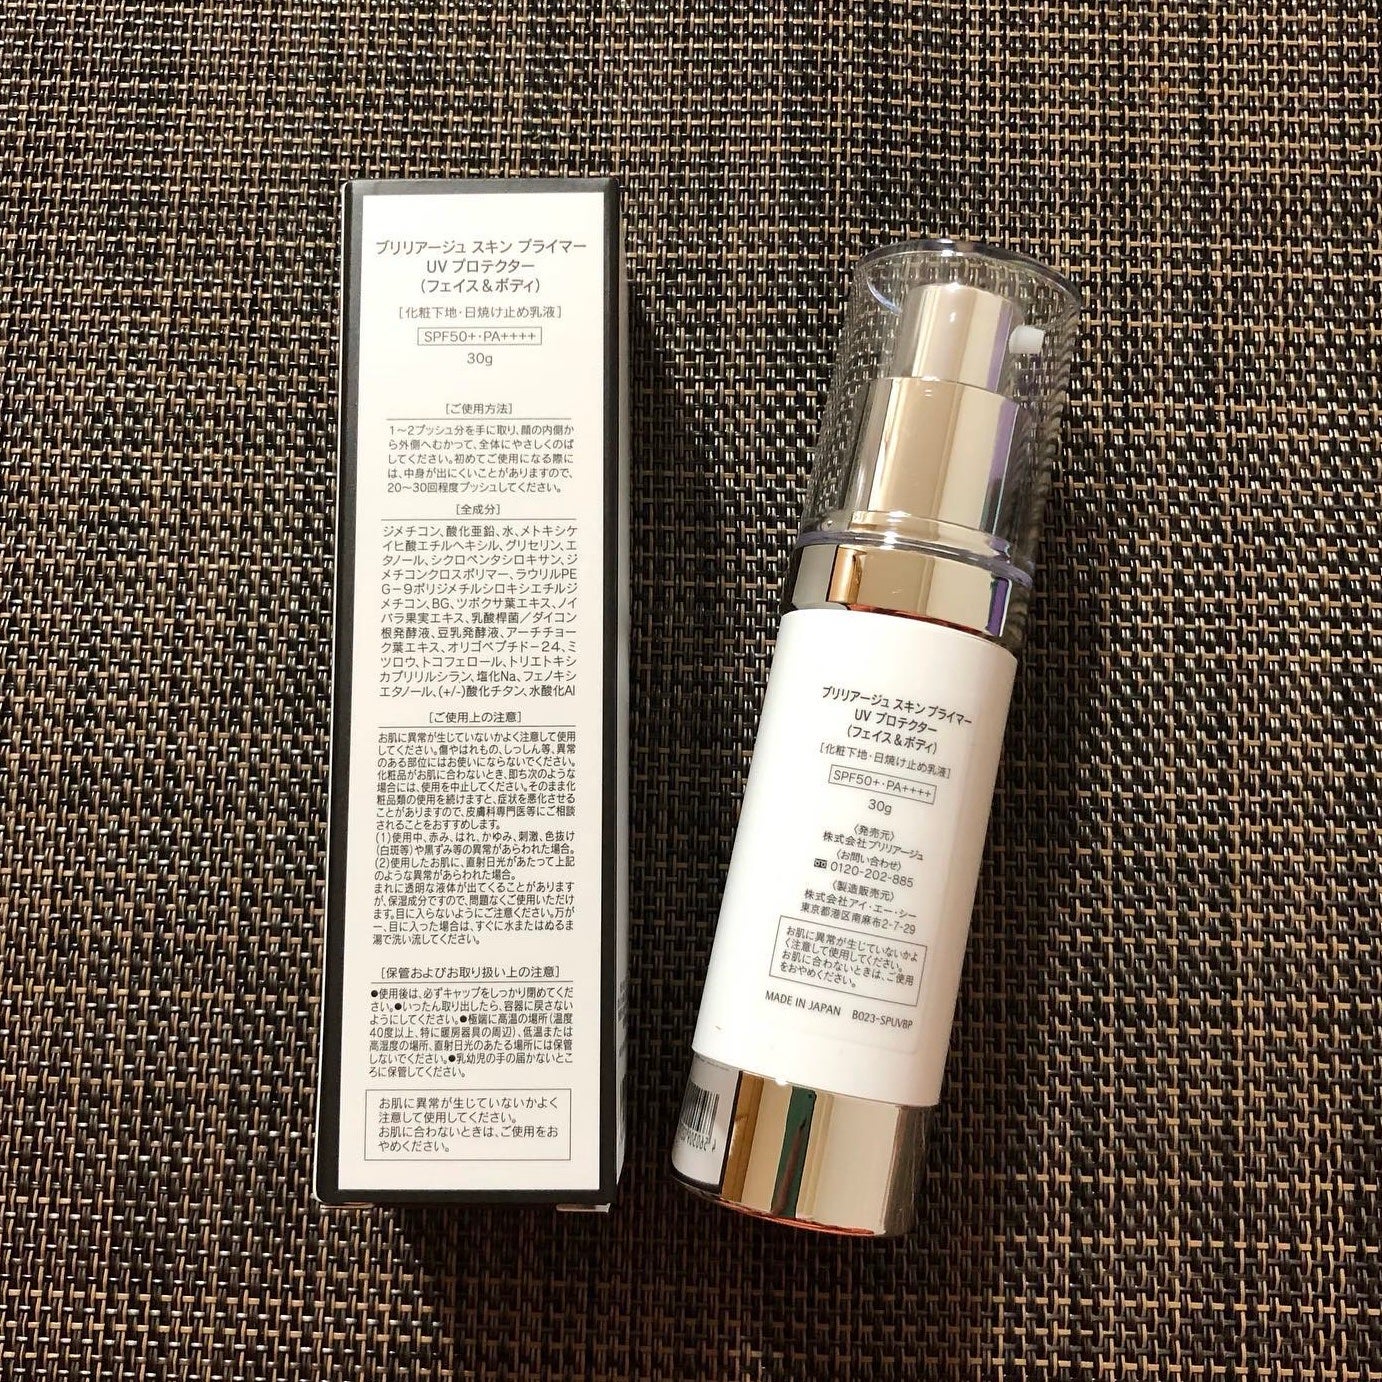 ブリリアージュ スキン プライマー
UV プロテクター
(フェイス&ボディ)
[化粧下地・日焼け止め乳液]
SPF50+・PA++++
30g
[ご使用方法]
1〜2プッシュ分を手に取り、顔の内側か
ら外側へむかって、全体にやさしくのば
してください。初めてご使用になる際に
は、中身が出にくいことがありますので、
20〜30回程度プッシュしてください。
[全成分]
ジメチコン、酸化亜鉛、水、メトキシケ
イヒ酸エチルヘキシル、グリセリン、エ
タノール、シクロペンタシロキサン、ジ
メチコンクロスポリマー、ラウリルPE
G-9ポリジメチルシロキシエチルジ
メチコン、BG、ツボクサ葉エキス、ノイ
バラ果実エキス、乳酸桿菌/ダイコン
根発酵液、豆乳発酵液、アーチチョー
ク葉エキス、オリゴペプチド-24、ミ
ツロウ、トコフェロール、トリエトキシ
カプリリルシラン、塩化Na、フェノキシ
エタノール、(+/-)酸化チタン、水酸化Al
[ご使用上の注意]
お肌に異常が生じていないかよく注意して使用
してください。傷やはれもの、しっしん等、異常
のある部位にはお使いにならないでください。
化粧品がお肌に合わないとき、即ち次のような
場合には、使用を中止してください。そのまま化
粧品類の使用を続けますと、症状を悪化させる
ことがありますので、皮膚科専門医等にご相談
されることをおすすめします。
(1)使用中、赤み、はれ、かゆみ、刺激、色抜け
(白斑等)や黒ずみ等の異常があらわれた場合。
(2)使用したお肌に、直射日光があたって上記
のような異常があらわれた場合。
まれに透明な液体が出てくることがあります
が、保湿成分ですので、問題なくご使用いただけ
ます。目に入らないようにご注意ください。万が
一、目に入った場合は、すぐに水またはぬるま
湯で洗い流してください。
[保管およびお取り扱い上の注意]
●使用後は、必ずキャップをしっかり閉めてくだ
さい。●いったん取り出したら、容器に戻さない
ようにしてください。●極端に高温の場所(温度
40度以上、特に暖房器具の周辺)、低温または
高湿度の場所、直射日光のあたる場所には保管
しないでください。●乳幼児の手の届かないとこ
ろに保管してください。
お肌に異常が生じていないかよく
注意して使用してください。
お肌に合わないときは、ご使用をお
やめください。
ブリリアージュ スキン プライマー
UV プロテクター
(フェイス&ボディ)
[化粧下地・日焼け止め乳液]
SPF50+・PA++++
30g
〈発売元〉
株式会社ブリリアージュ
〈お問い合わせ〉
0120-202-885
〈製造販売元〉
株式会社アイ・エー・シー
東京都港区南麻布2-7-29
お肌に異常が生じていないかよ
く注意して使用してください。
お肌に合わないときは、ご使用
をおやめください。
MADE IN JAPAN B023-SPUVBP